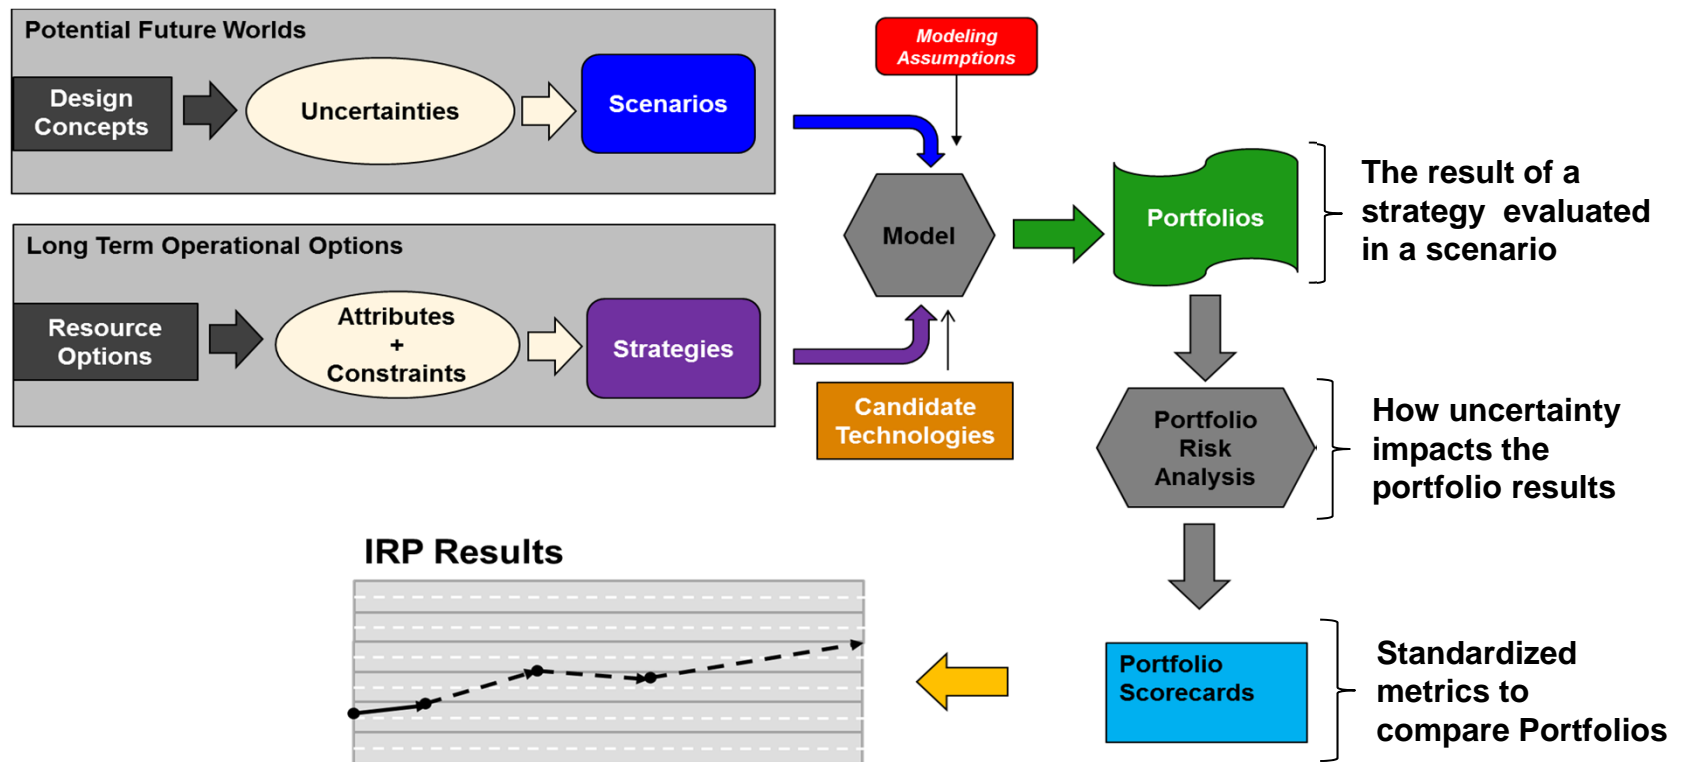 Potential Future Worlds
Design
Concepts
Uncertainties
Scenarios
Modeling
Assumptions
Long Term Operational Options
Resource
Options
Attributes
+
Constraints
Strategies
Model
Candidate
Technologies
Portfolios
The result of a
strategy evaluated
in a scenario
Portfolio
Risk
Analysis
How uncertainty
impacts the
portfolio results
Portfolio
Scorecards
Standardized
metrics to
compare Portfolios
IRP Results